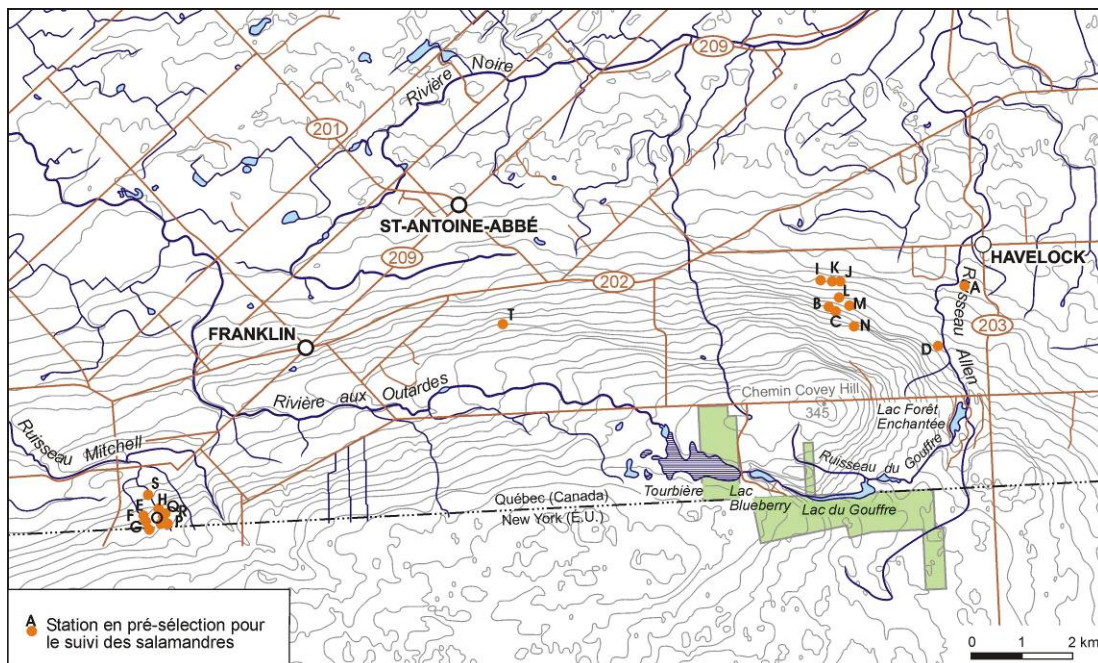 209
Rivière Noire
201
ST-ANTOINE-ABBÉ
209
202
HAVELOCK
I K J
L
B M
C N
A
T
203
FRANKLIN
D
Ruisseau Allen
Rivière aux Outardes
Chemin Covey Hill
345
Lac Forêt
Enchantée
Ruisseau Mitchell
Ruisseau du Gouffre
S
E H Q R
F O P
G
Québec (Canada)
New York (E.U.)
Tourbière
Lac
Blueberry
Lac du Gouffre
A Station en pré-sélection pour
le suivi des salamandres
0 1 2 km